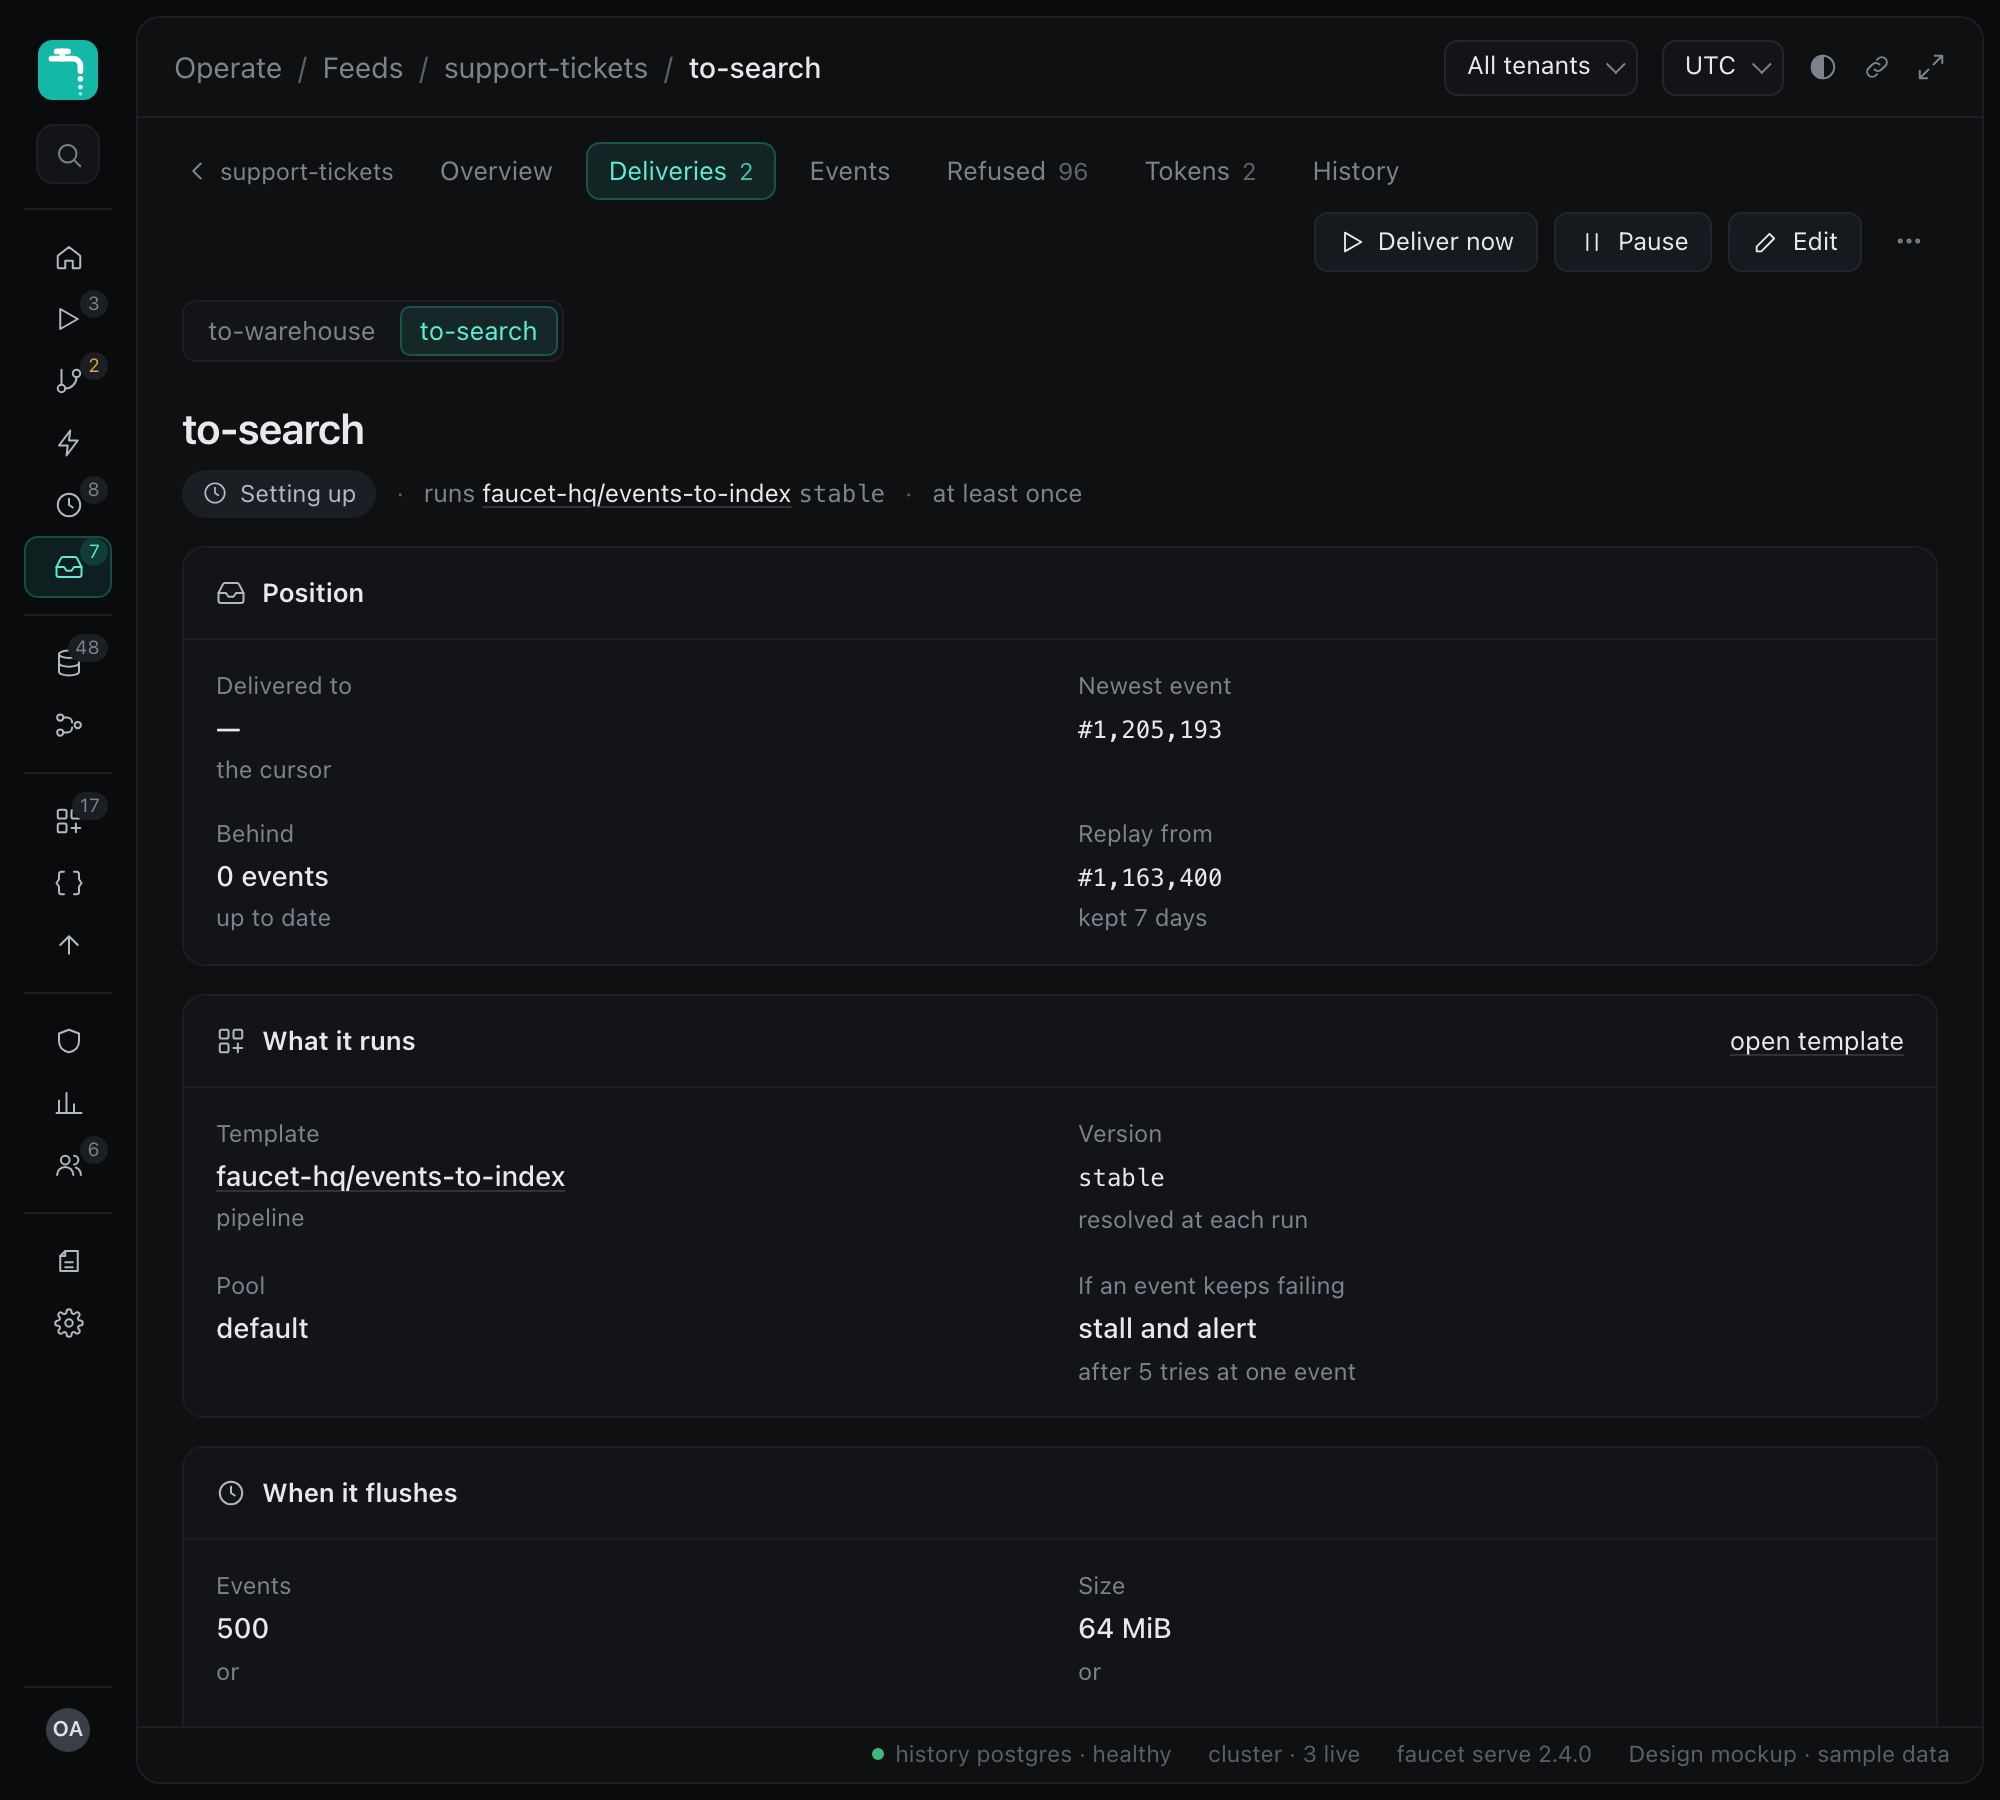 Operate / Feeds / support-tickets / to-search
All tenants
UTC
support-tickets
Overview
Deliveries 2
Events
Refused 96
Tokens 2
History
Deliver now
Pause
Edit
3
2
8
7
48
17
6
OA
to-warehouse
to-search
to-search
Setting up · runs faucet-hq/events-to-index stable · at least once
Position
Delivered to
—
the cursor
Newest event
#1,205,193
Behind
0 events
up to date
Replay from
#1,163,400
kept 7 days
What it runs
open template
Template
faucet-hq/events-to-index
pipeline
Version
stable
resolved at each run
Pool
default
If an event keeps failing
stall and alert
after 5 tries at one event
When it flushes
Events
500
or
Size
64 MiB
or
history postgres · healthy
cluster · 3 live
faucet serve 2.4.0
Design mockup · sample data